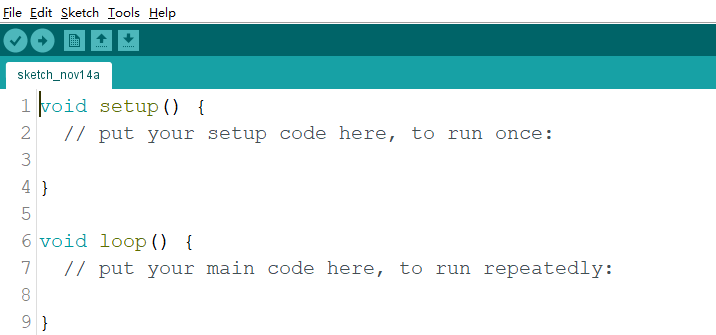 File Edit Sketch Tools Help
sketch_nov14a
1 void setup() {
2   // put your setup code here, to run once:
3
4 }
5
6 void loop() {
7   // put your main code here, to run repeatedly:
8
9 }